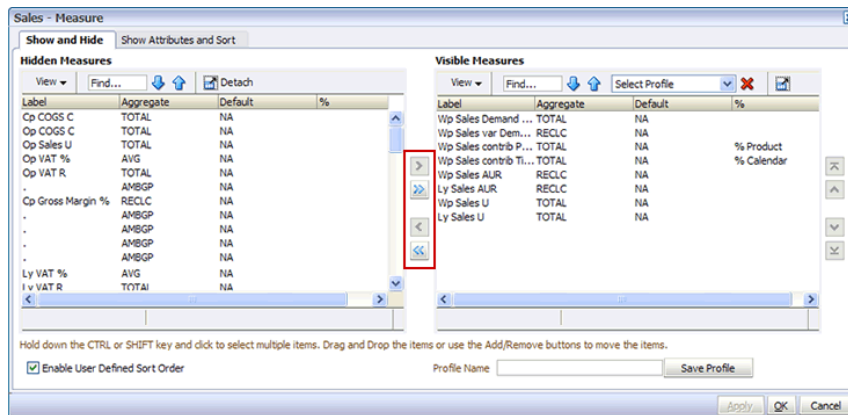 Sales - Measure
Show and Hide Show Attributes and Sort
Hidden Measures
View Find... Detach
Label Aggregate Default %
Cp COGS C TOTAL NA
Op COGS C TOTAL NA
Op Sales U TOTAL NA
Op VAT % AVG NA
Op VAT R TOTAL NA
. AMBGP NA
Cp Gross Margin % RECLC NA
. AMBGP NA
. AMBGP NA
. AMBGP NA
. AMBGP NA
Ly VAT % AVG NA
Ly VAT R TOTAL NA
Visible Measures
View Find... Select Profile
Label Aggregate Default %
Wp Sales Demand ... TOTAL NA
Wp Sales var Dem... RECLC NA
Wp Sales contrib P... TOTAL NA % Product
Wp Sales contrib Ti... TOTAL NA % Calendar
Wp Sales AUR RECLC NA
Ly Sales AUR RECLC NA
Wp Sales U TOTAL NA
Ly Sales U TOTAL NA
Hold down the CTRL or SHIFT key and click to select multiple items. Drag and Drop the items or use the Add/Remove buttons to move the items.
Enable User Defined Sort Order Profile Name Save Profile
Apply OK Cancel